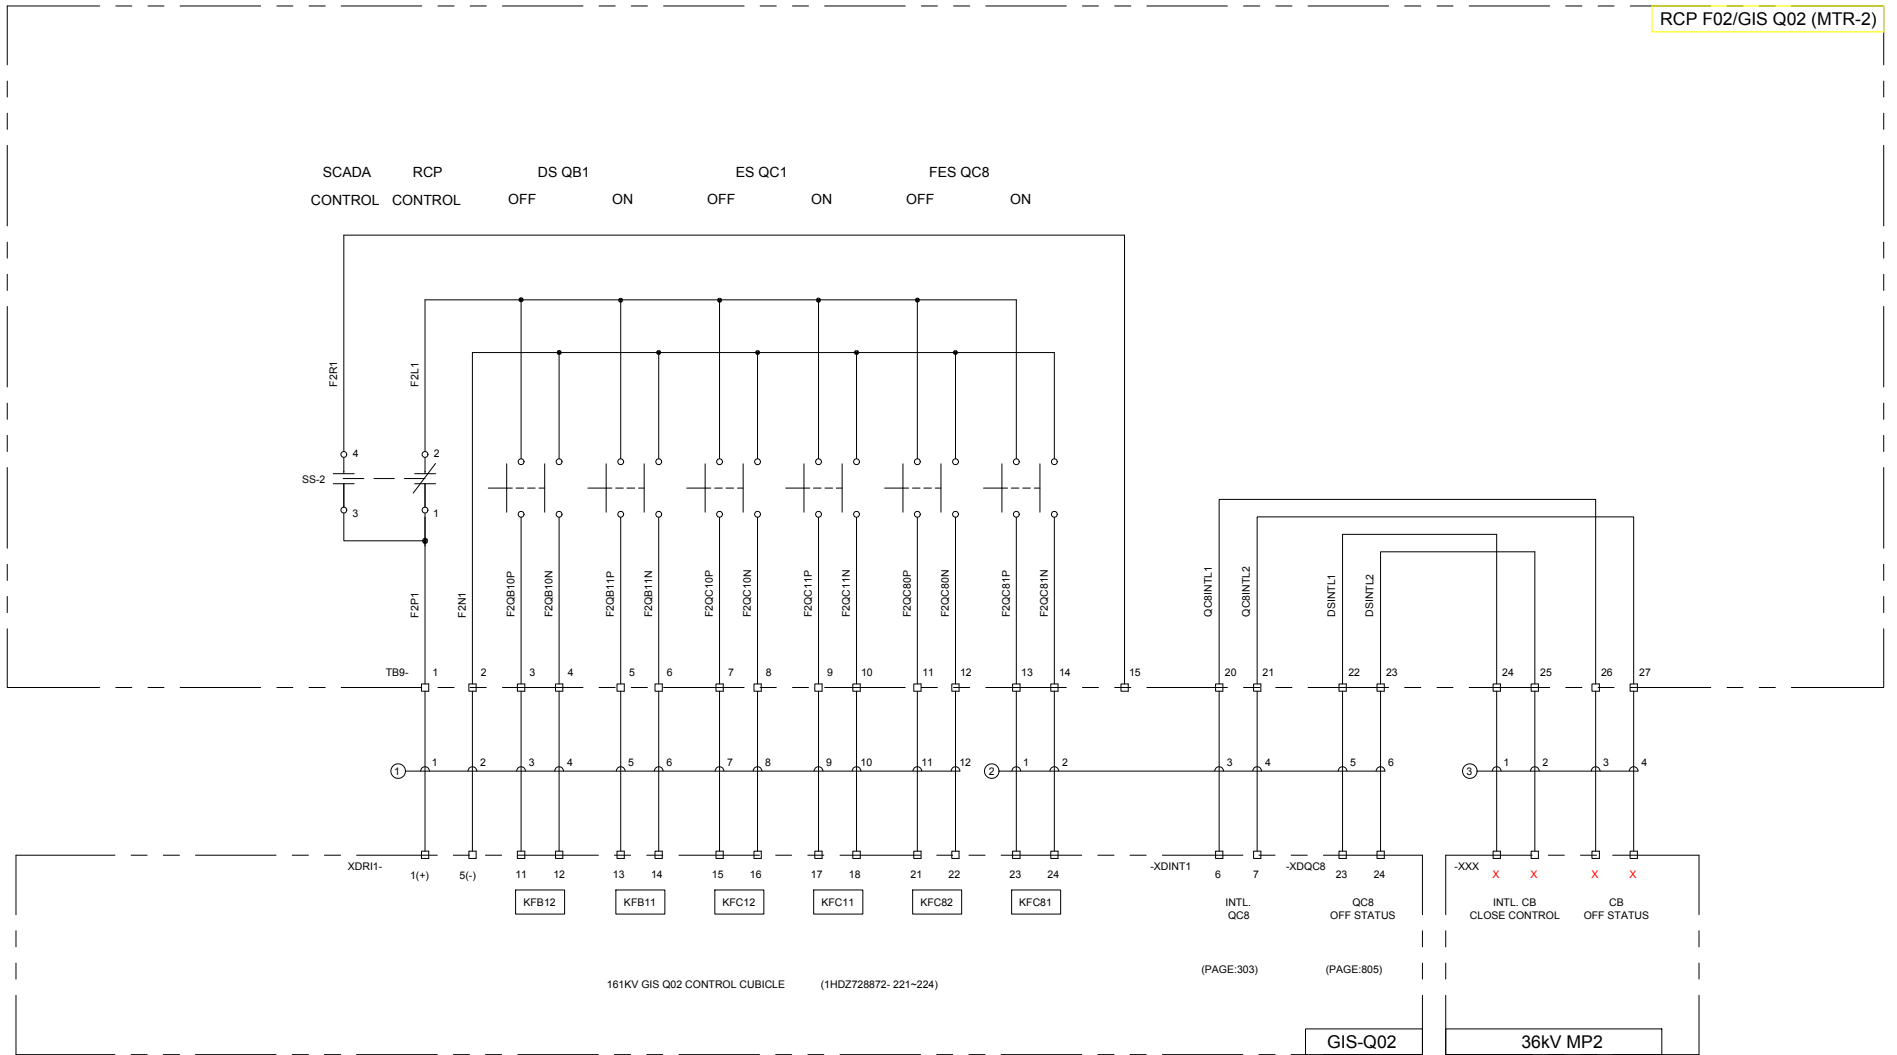 RCP F02/GIS Q02 (MTR-2)
SCADA RCP DS QB1 ES QC1 FES QC8
CONTROL CONTROL OFF ON OFF ON OFF ON
F2R1 F2L1
4 2
SS-2
3 1
F2P1 F2N1 F2QB10P F2QB10N F2QB11P F2QB11N F2QC10P F2QC10N F2QC11P F2QC11N F2QC80P F2QC80N F2QC81P F2QC81N QC8INTL1 QC8INTL2 DSINTL1 DSINTL2
TB9- 1 2 3 4 5 6 7 8 9 10 11 12 13 14 15 20 21 22 23 24 25 26 27
1 1 2 3 4 5 6 7 8 9 10 11 12 2 1 2 3 4 5 6 3 1 2 3 4
XDRI1- 1(+) 5(-) 11 12 13 14 15 16 17 18 21 22 23 24 -XDINT1 6 7 -XDQC8 23 24 -XXX X X X X
KFB12 KFB11 KFC12 KFC11 KFC82 KFC81
INTL. QC8 INTL. CB CB
QC8 OFF STATUS CLOSE CONTROL OFF STATUS
(PAGE:303) (PAGE:805)
161KV GIS Q02 CONTROL CUBICLE (1HDZ728872- 221~224)
GIS-Q02 36kV MP2